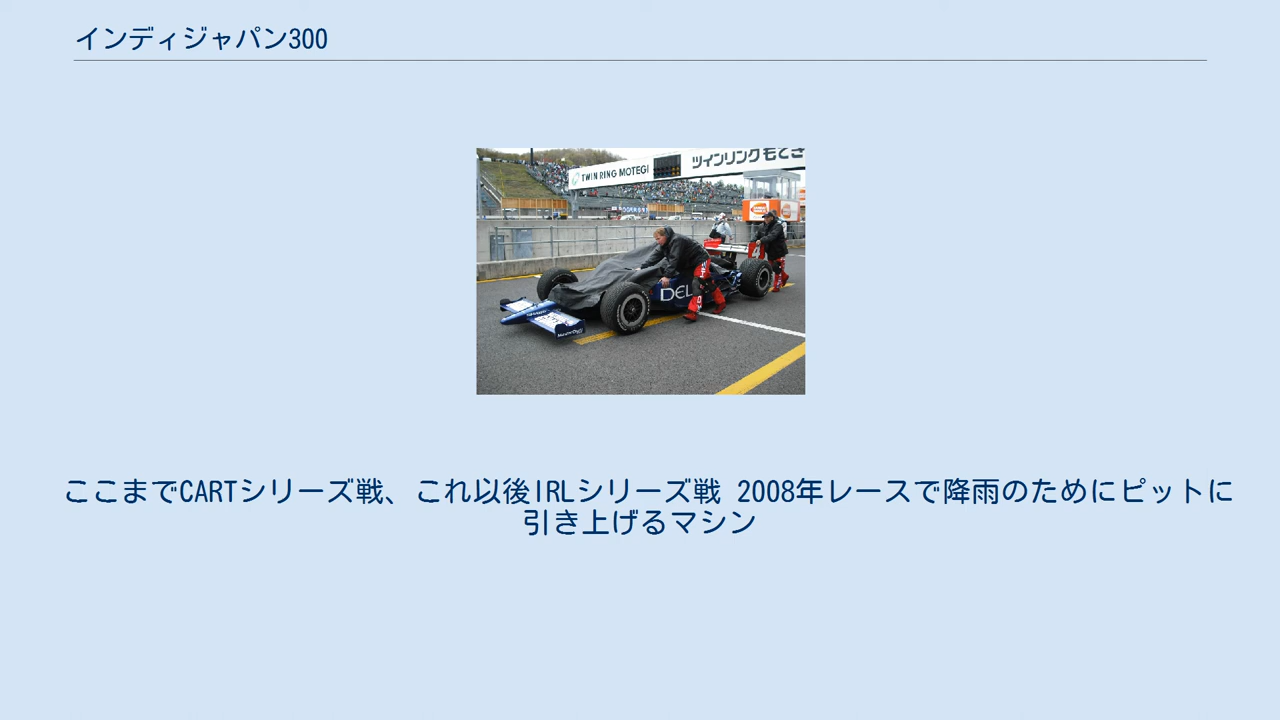 インディジャパン300
TWIN RING MOTEGI
ツインリンクもてぎ
4
DEL
ここまでCARTシリーズ戦、これ以後IRLシリーズ戦 2008年レースで降雨のためにピットに
引き上げるマシン